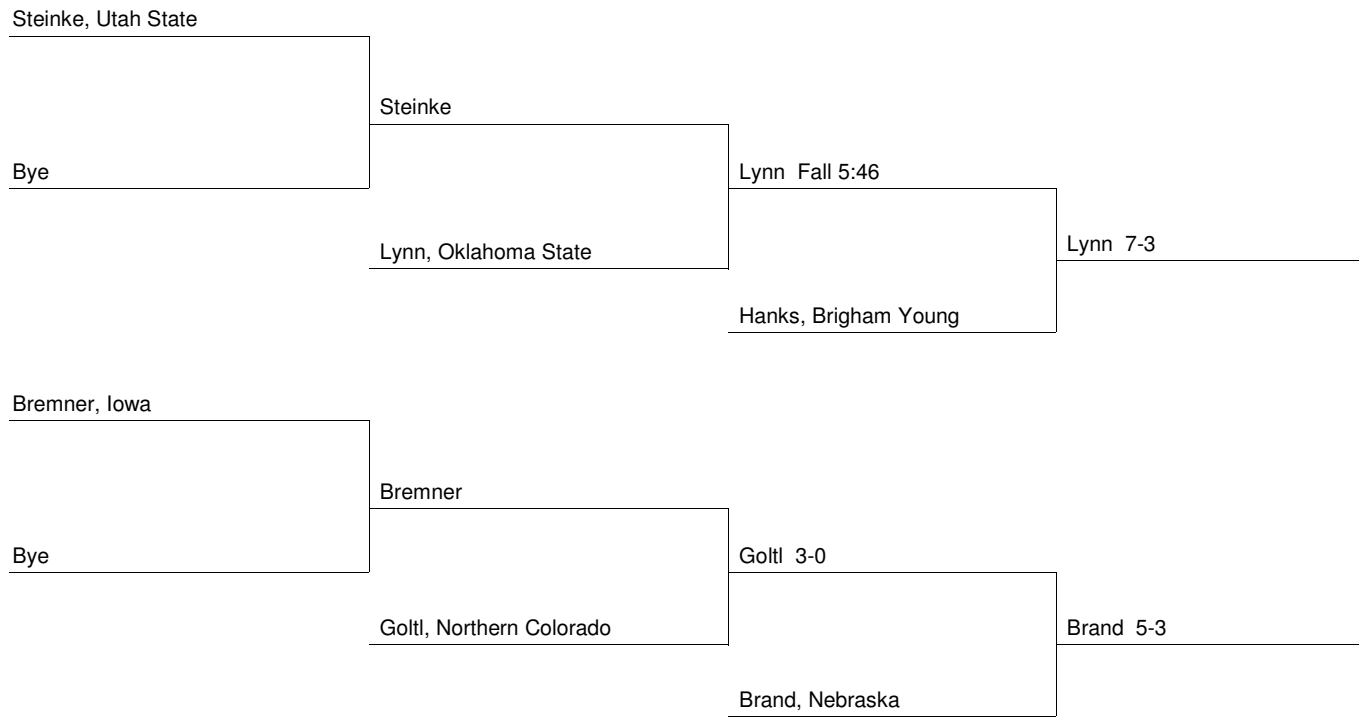 Steinke, Utah State
Steinke
Bye
Lynn Fall 5:46
Lynn, Oklahoma State
Lynn 7-3
Hanks, Brigham Young
Bremner, Iowa
Bremner
Bye
Goltl 3-0
Goltl, Northern Colorado
Brand 5-3
Brand, Nebraska